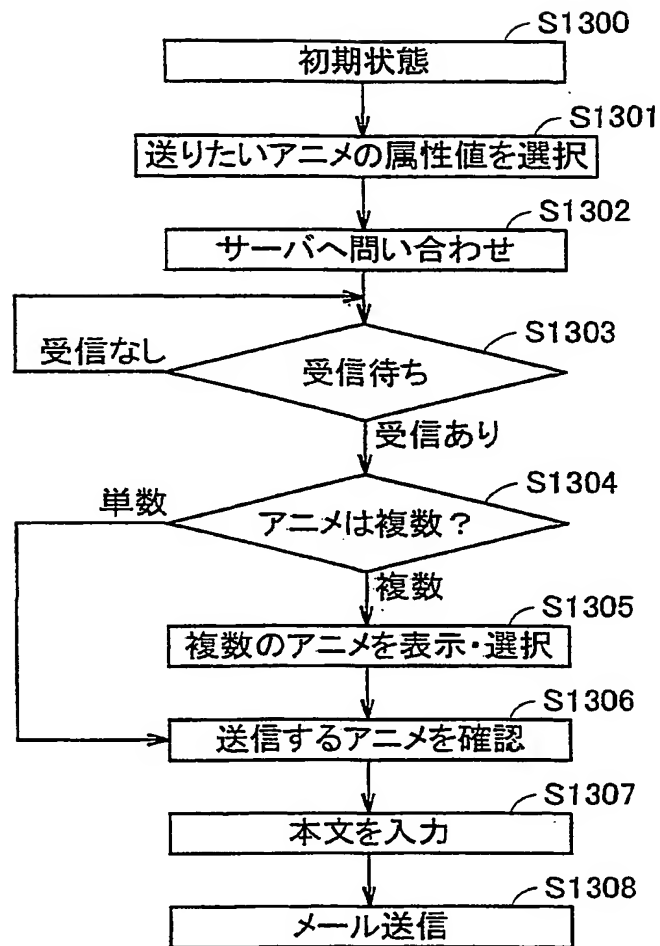 S1300
初期状態
S1301
送りたいアニメの属性値を選択
S1302
サーバへ問い合わせ
S1303
受信なし
受信待ち
受信あり
S1304
単数
アニメは複数?
複数
S1305
複数のアニメを表示・選択
S1306
送信するアニメを確認
S1307
本文を入力
S1308
メール送信